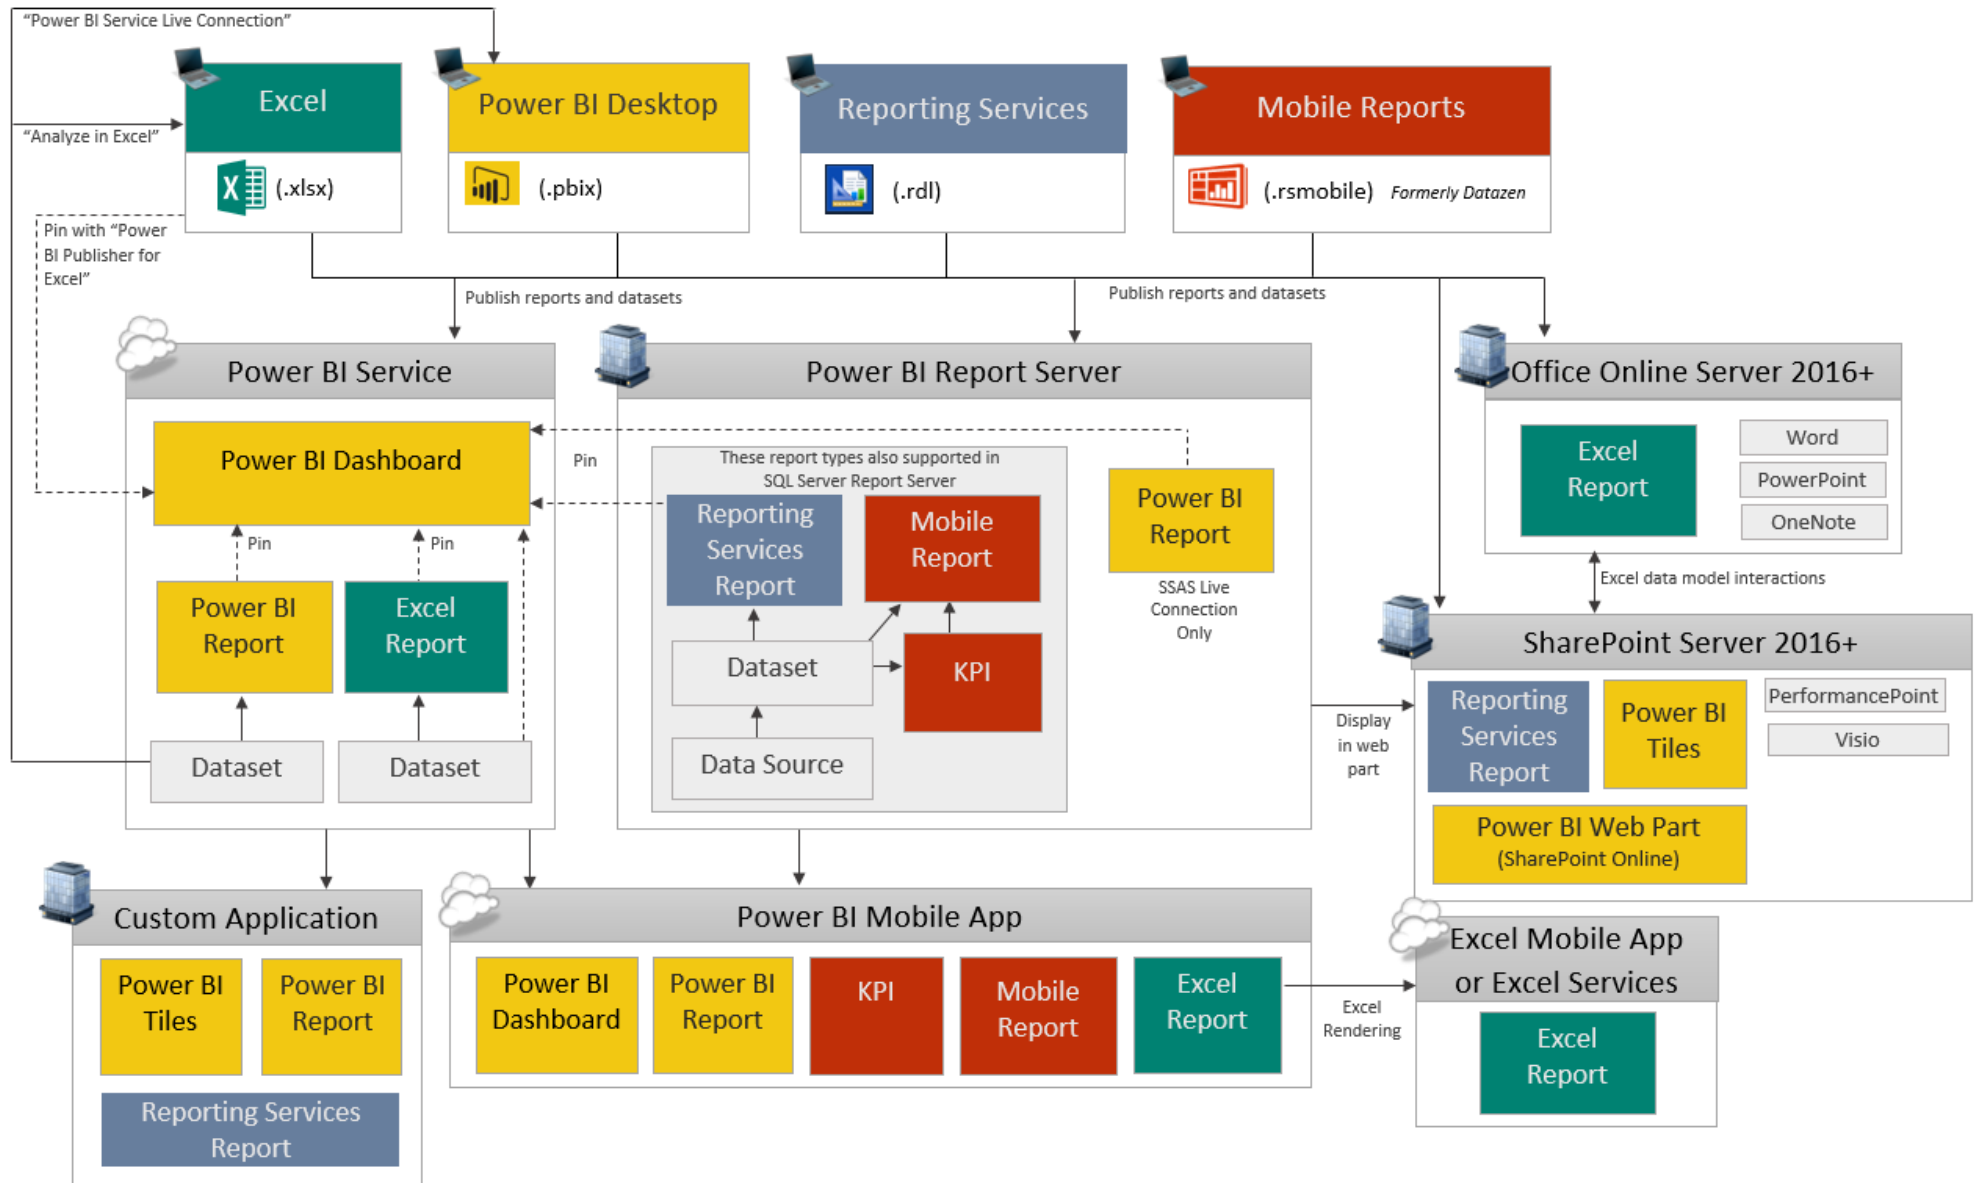 “Power BI Service Live Connection”
Excel
Power BI Desktop
Reporting Services
Mobile Reports
“Analyze in Excel”
X
(.xlsx)
(.pbix)
(.rdl)
(.rsmobile)
Formerly Datazen
Pin with “Power
BI Publisher for
Excel”
Publish reports and datasets
Publish reports and datasets
Power BI Service
Power BI Report Server
Office Online Server 2016+
Power BI Dashboard
Pin
These report types also supported in
SQL Server Report Server
Reporting
Services
Report
Mobile
Report
Power BI
Report
SSAS Live
Connection
Only
Excel
Report
Word
PowerPoint
OneNote
Pin
Pin
Power BI
Report
Excel
Report
Dataset
KPI
Data Source
Dataset
Dataset
Excel data model interactions
SharePoint Server 2016+
Display
in web
part
Reporting
Services
Report
Power BI
Tiles
PerformancePoint
Visio
Power BI Web Part
(SharePoint Online)
Custom Application
Power BI
Tiles
Power BI
Report
Reporting Services
Report
Power BI Mobile App
Power BI
Dashboard
Power BI
Report
KPI
Mobile
Report
Excel
Report
Excel
Rendering
Excel Mobile App
or Excel Services
Excel
Report